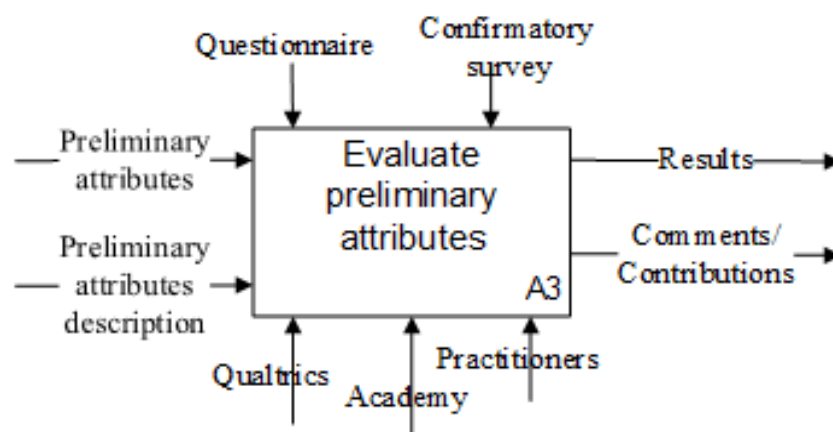 Questionnaire
Confirmatory
survey
Preliminary
attributes
Evaluate
preliminary
attributes
Results
Preliminary
attributes
description
Comments/
Contributions
A3
Qualtrics
Academy
Practitioners